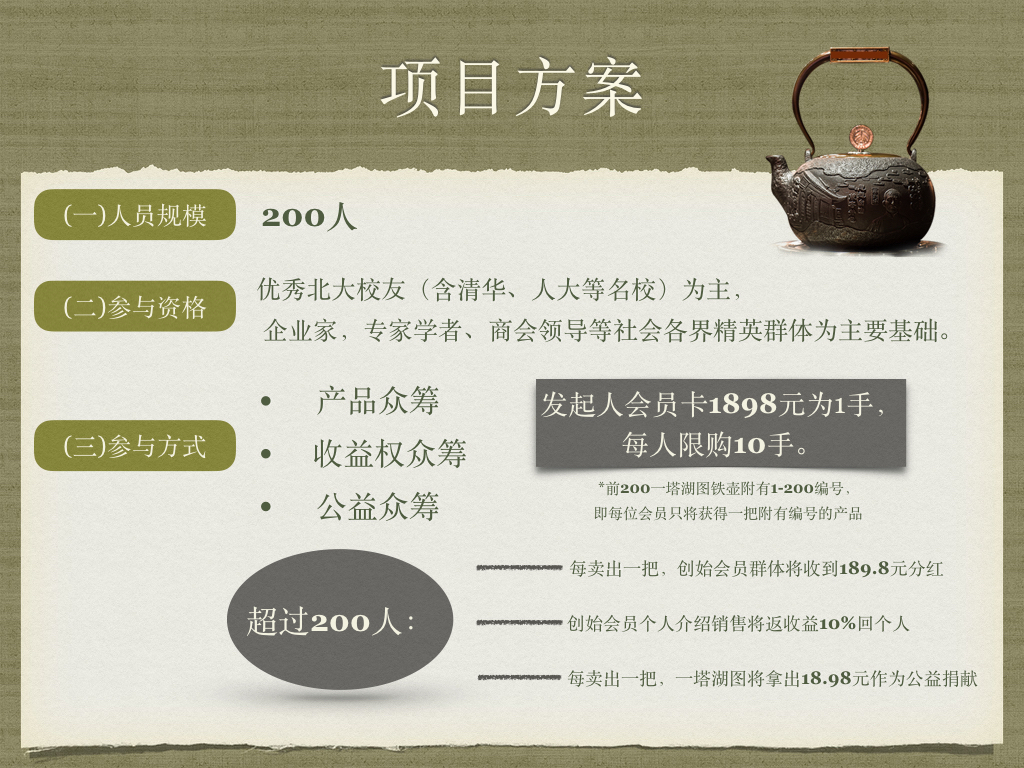 项目方案
(一)人员规模
200人
(二)参与资格
优秀北大校友（含清华、人大等名校）为主，
企业家，专家学者、商会领导等社会各界精英群体为主要基础。
(三)参与方式
• 产品众筹
• 收益权众筹
• 公益众筹
发起人会员卡1898元为1手，
每人限购10手。
*前200一塔湖图铁壶附有1-200编号，
即每位会员只将获得一把附有编号的产品
超过200人：
每卖出一把，创始会员群体将收到189.8元分红
创始会员个人介绍销售将返收益10%回个人
每卖出一把，一塔湖图将拿出18.98元作为公益捐献